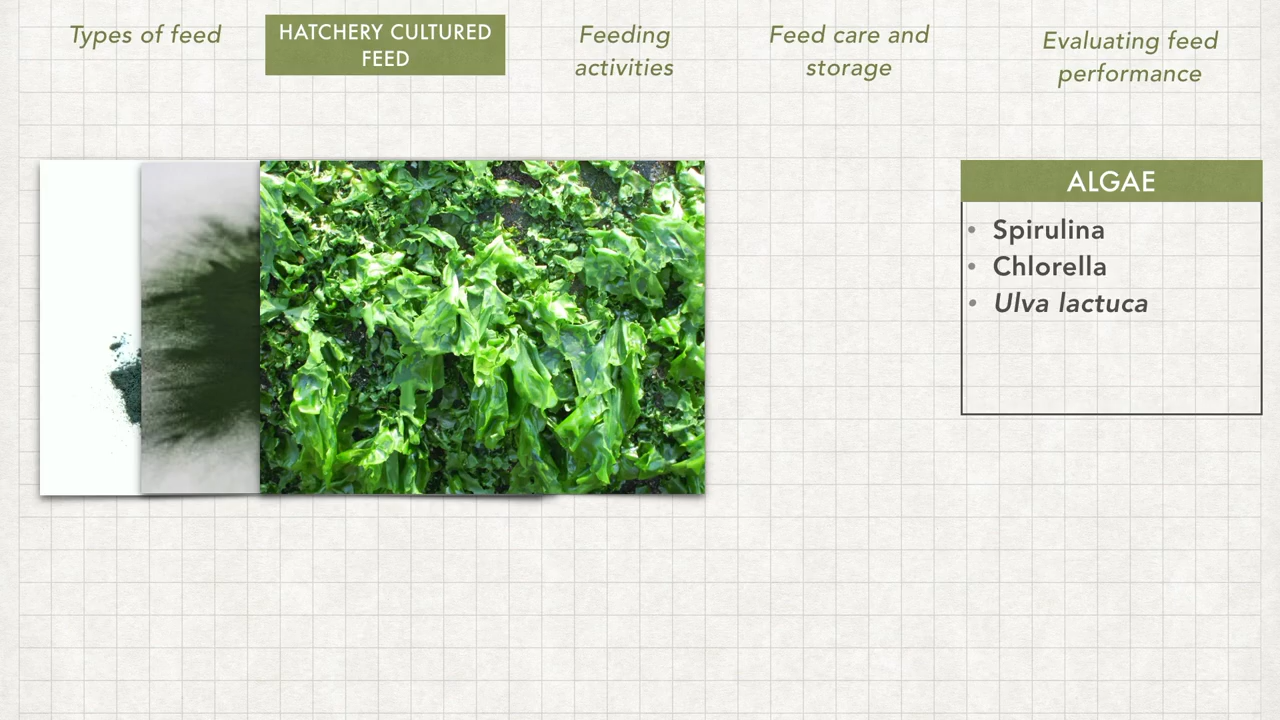 Types of feed
HATCHERY CULTURED
FEED
Feeding
activities
Feed care and
storage
Evaluating feed
performance
ALGAE
• Spirulina
• Chlorella
• Ulva lactuca